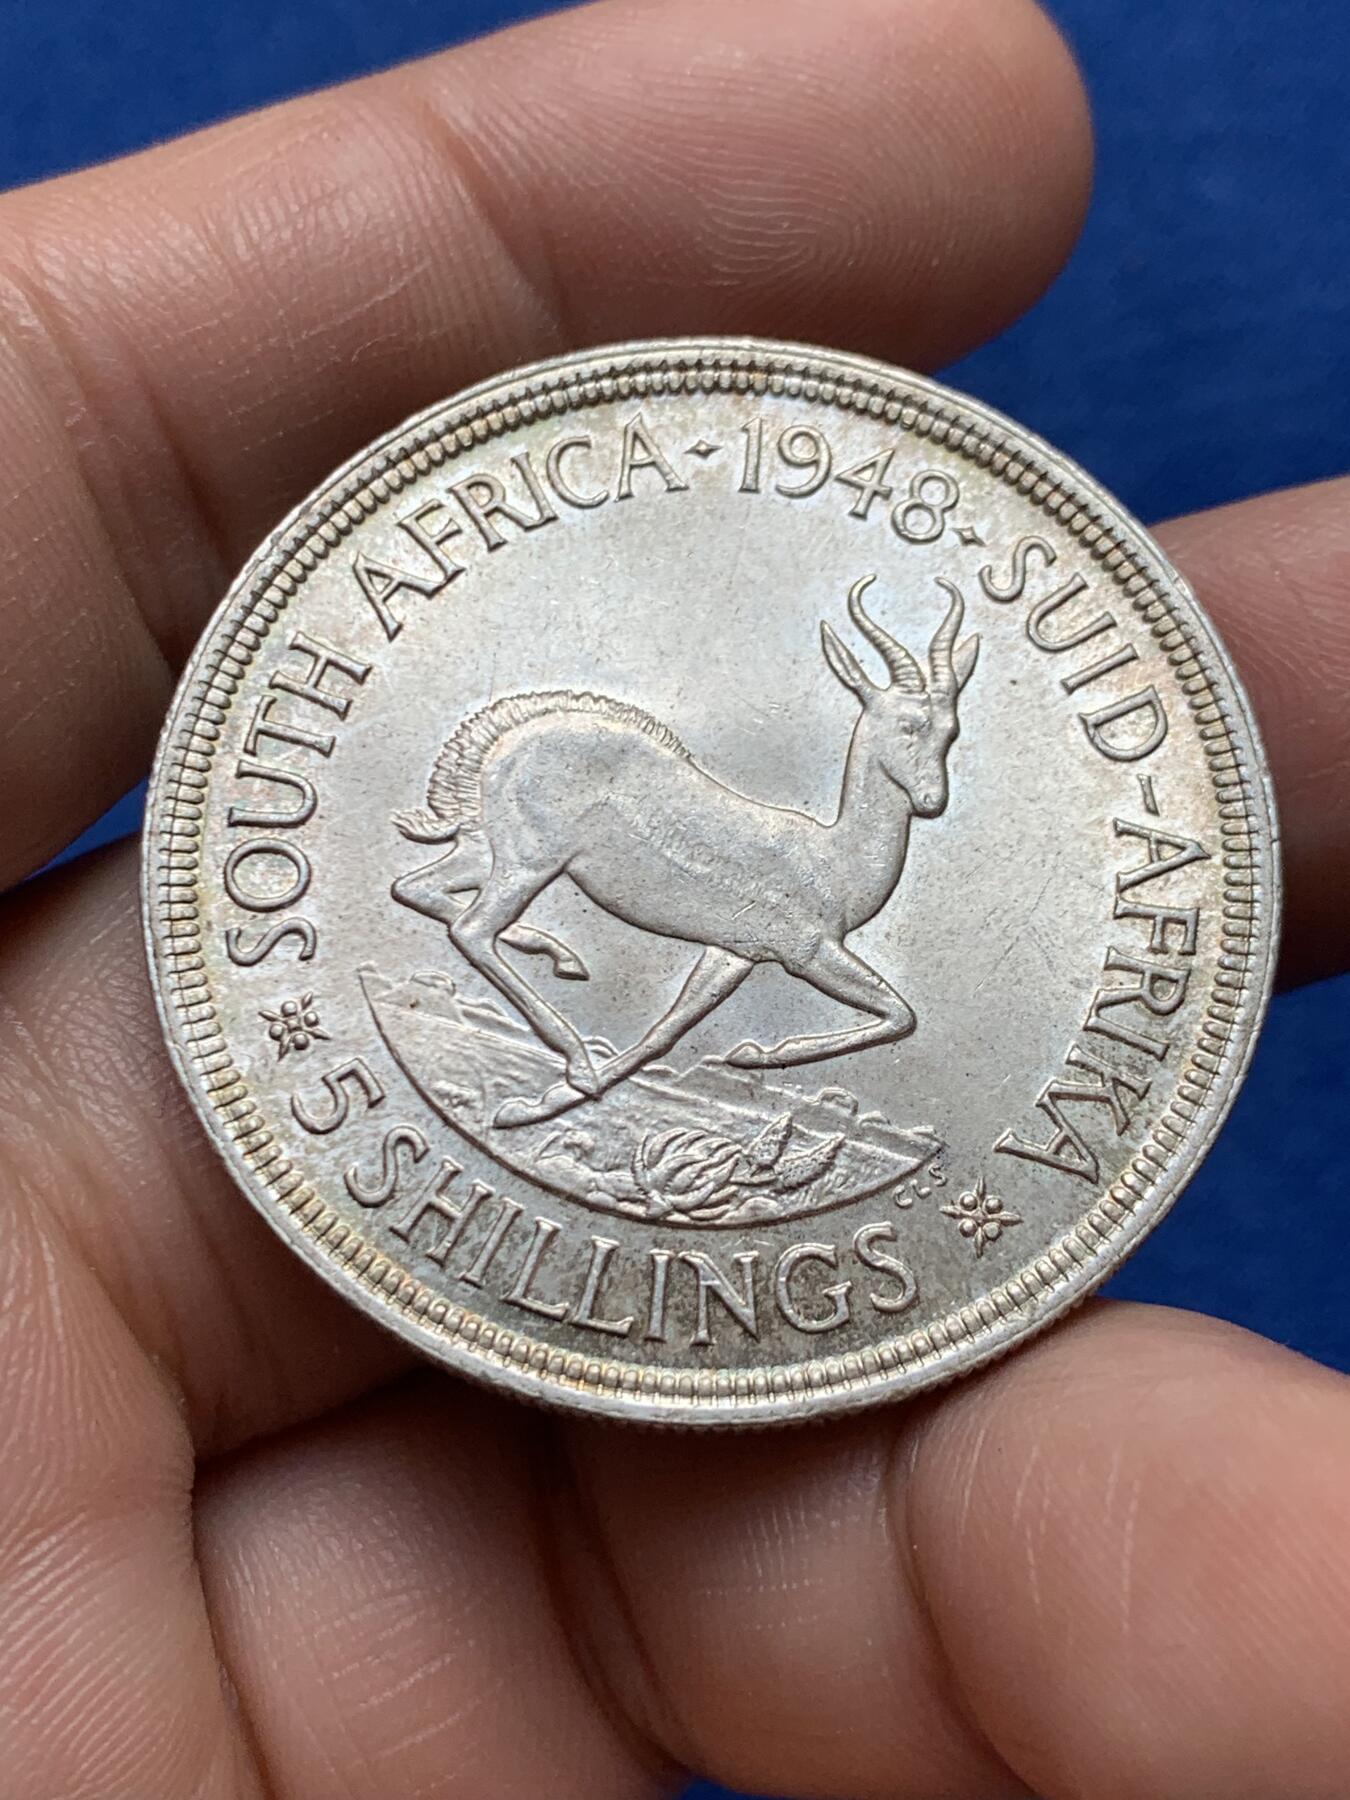 SOUTH AFRICA · 1948 · SUID-AFRIKA
5 SHILLINGS
CLS